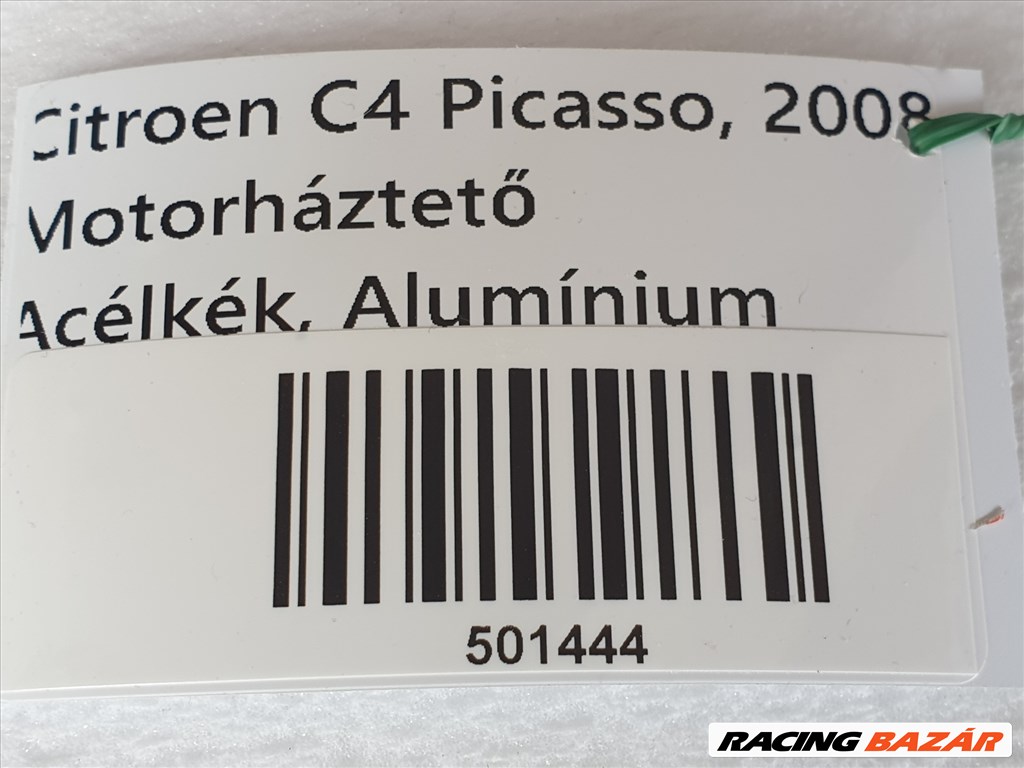 Citroen C4 Picasso, 2008
Motorháztető
Acélkék, Alumínium
501444
RACING BAZÁR